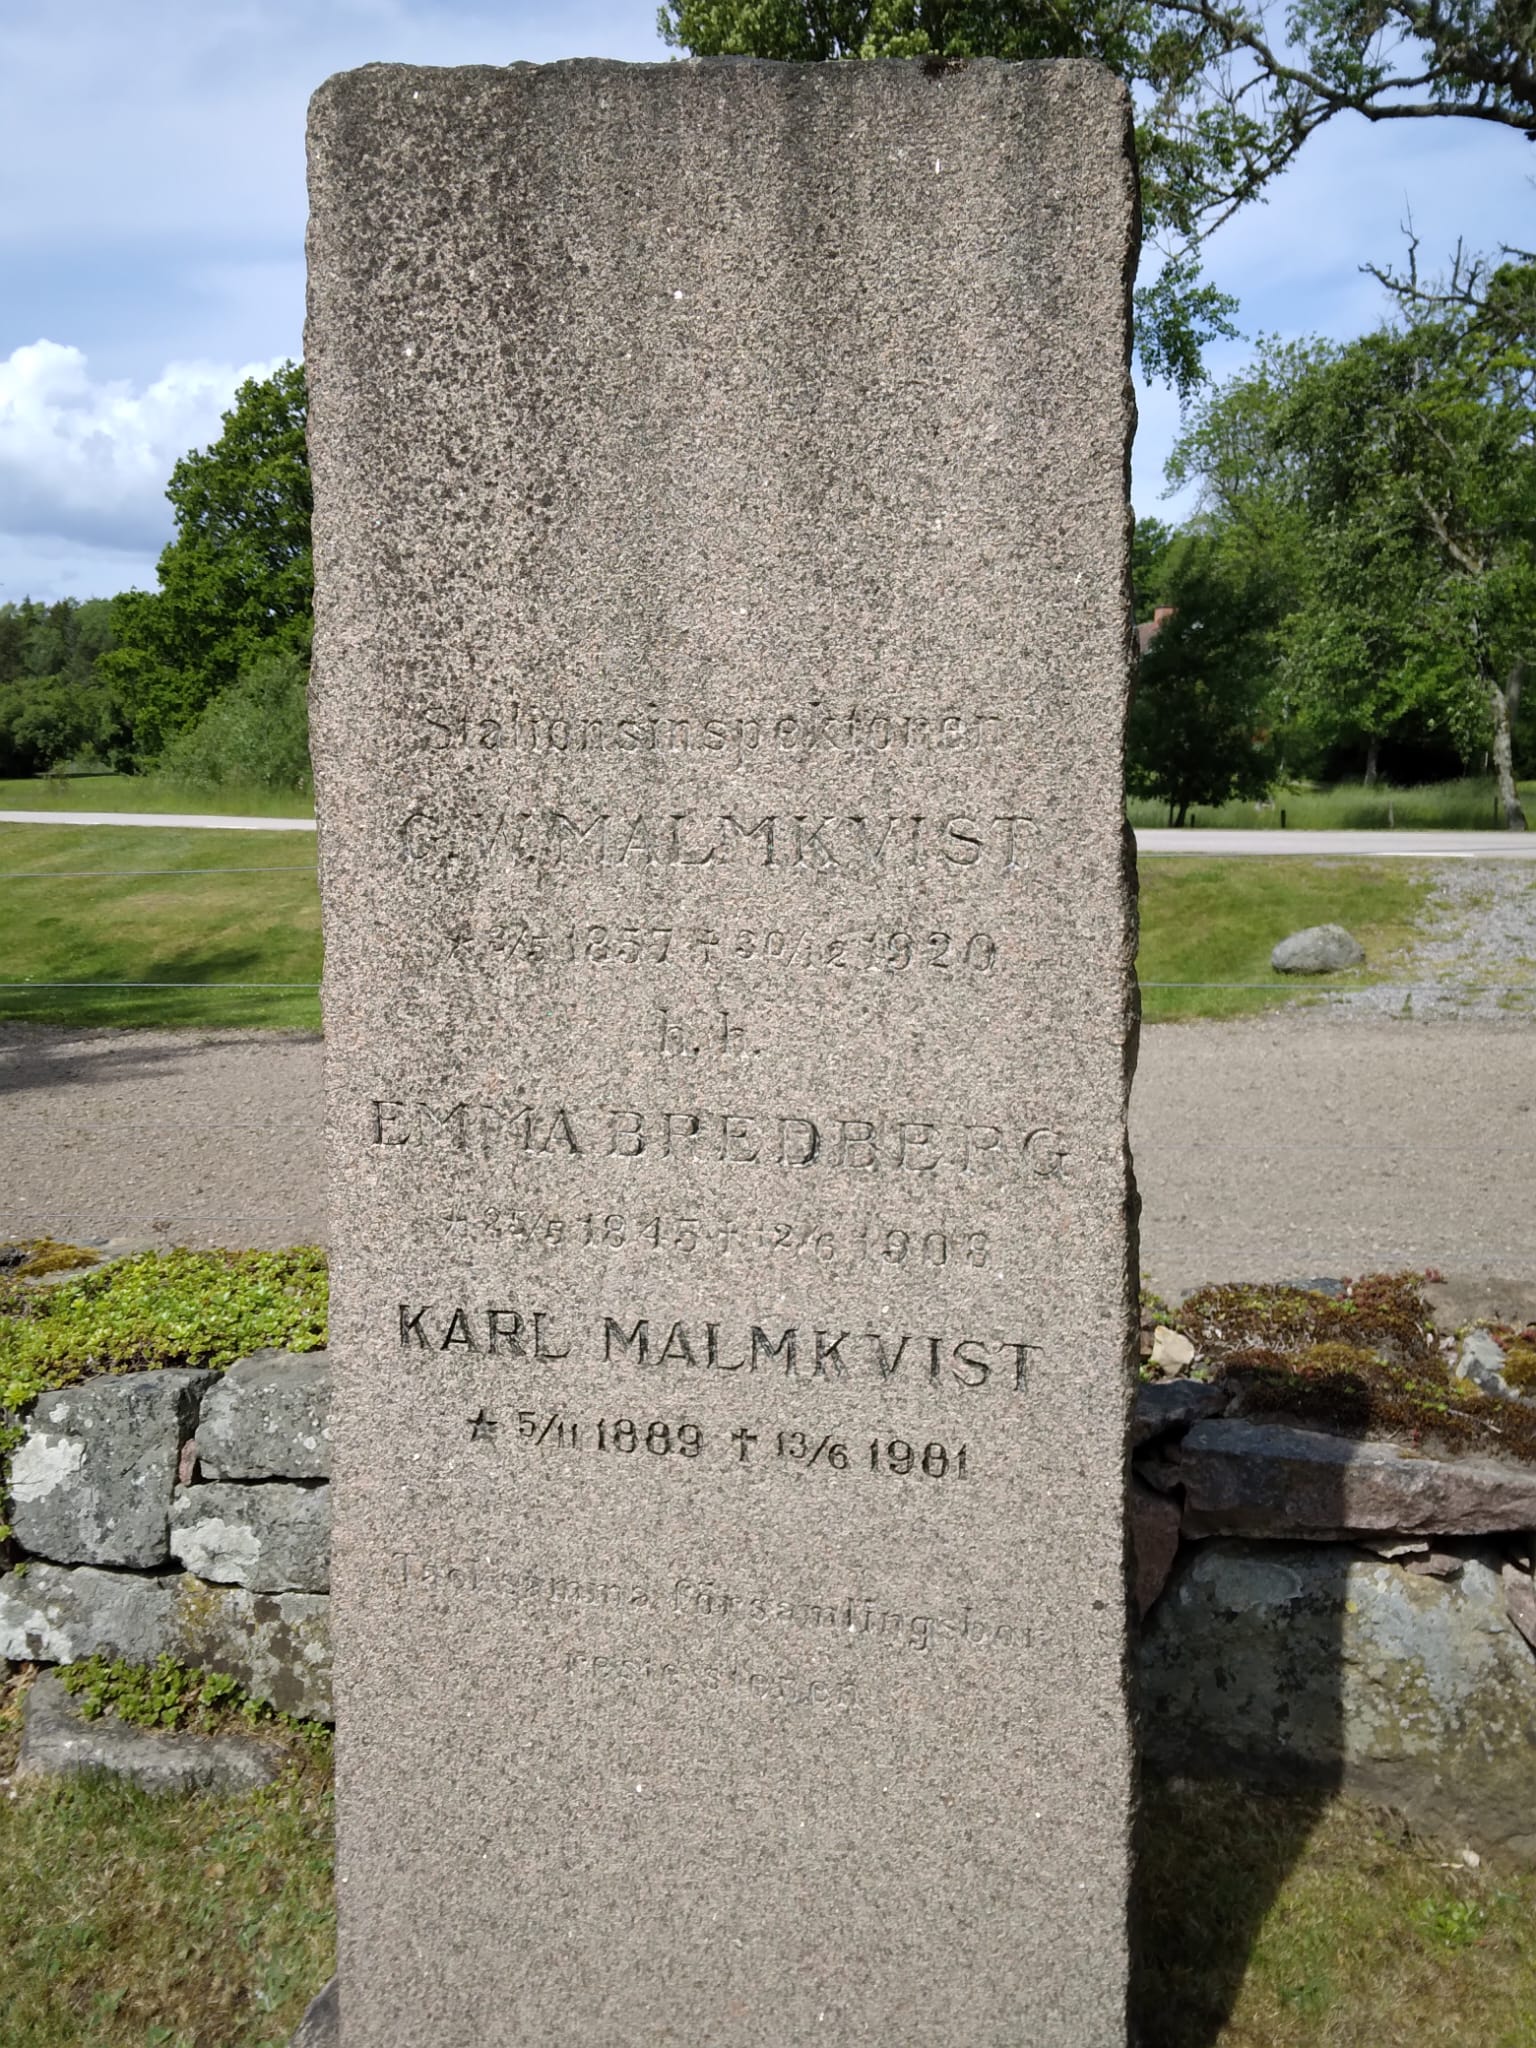 Stationsinspektoren
C.W.MALMKVIST
* 3/5 1857 † 30/12 1920
h. h.
EMMA BREDBERG
* 25/5 1845 † 12/6 1908
KARL MALMKVIST
* 5/11 1889 † 13/6 1981
Tacksamma församlingsbor
reste stenen